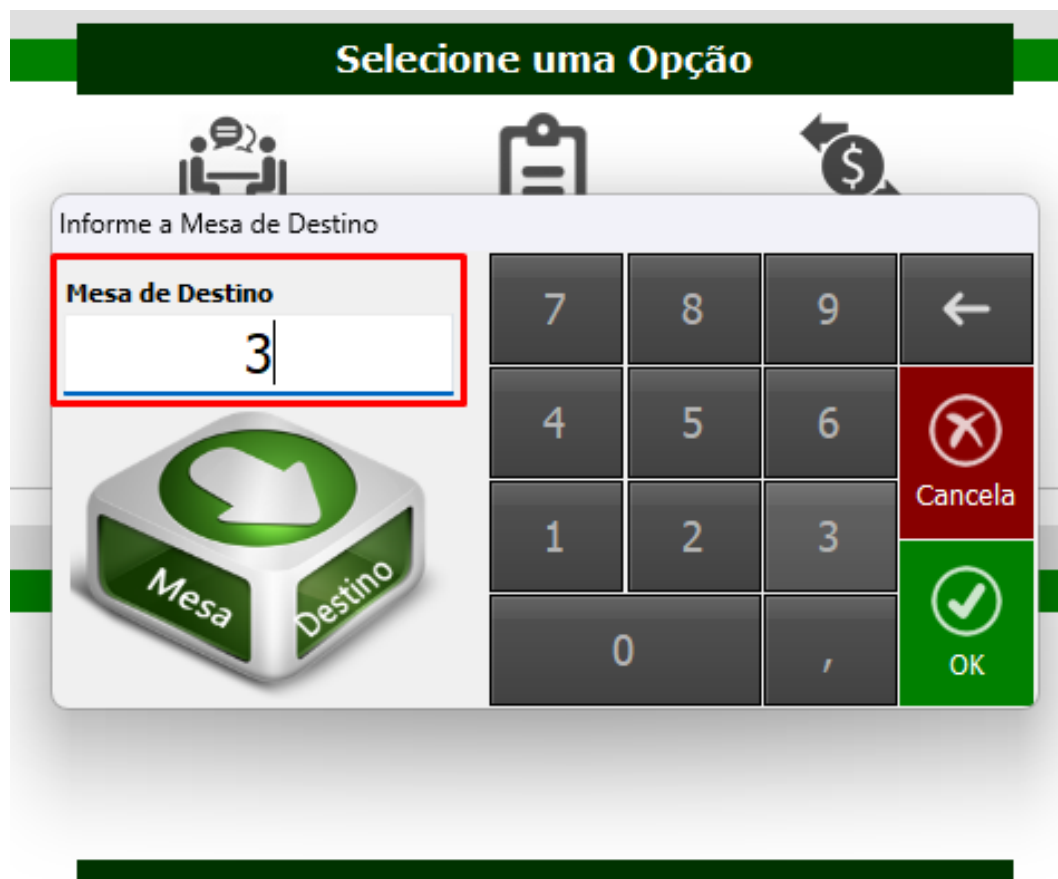 Selecione uma Opção
$
Informe a Mesa de Destino
Mesa de Destino
3
Mesa
Destino
7 8 9
4 5 6
Cancela
1 2 3
0 ,
OK